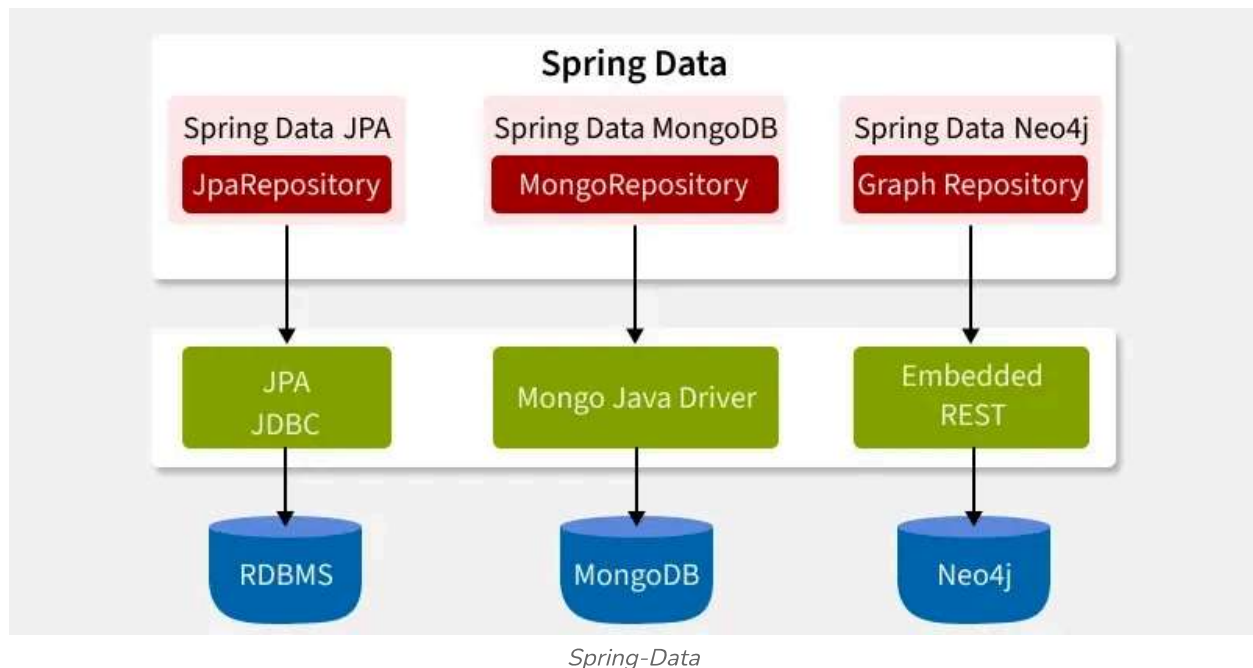 Spring Data
Spring Data JPA
JpaRepository
Spring Data MongoDB
MongoRepository
Spring Data Neo4j
Graph Repository
JPA
JDBC
Mongo Java Driver
Embedded
REST
RDBMS
MongoDB
Neo4j
Spring-Data